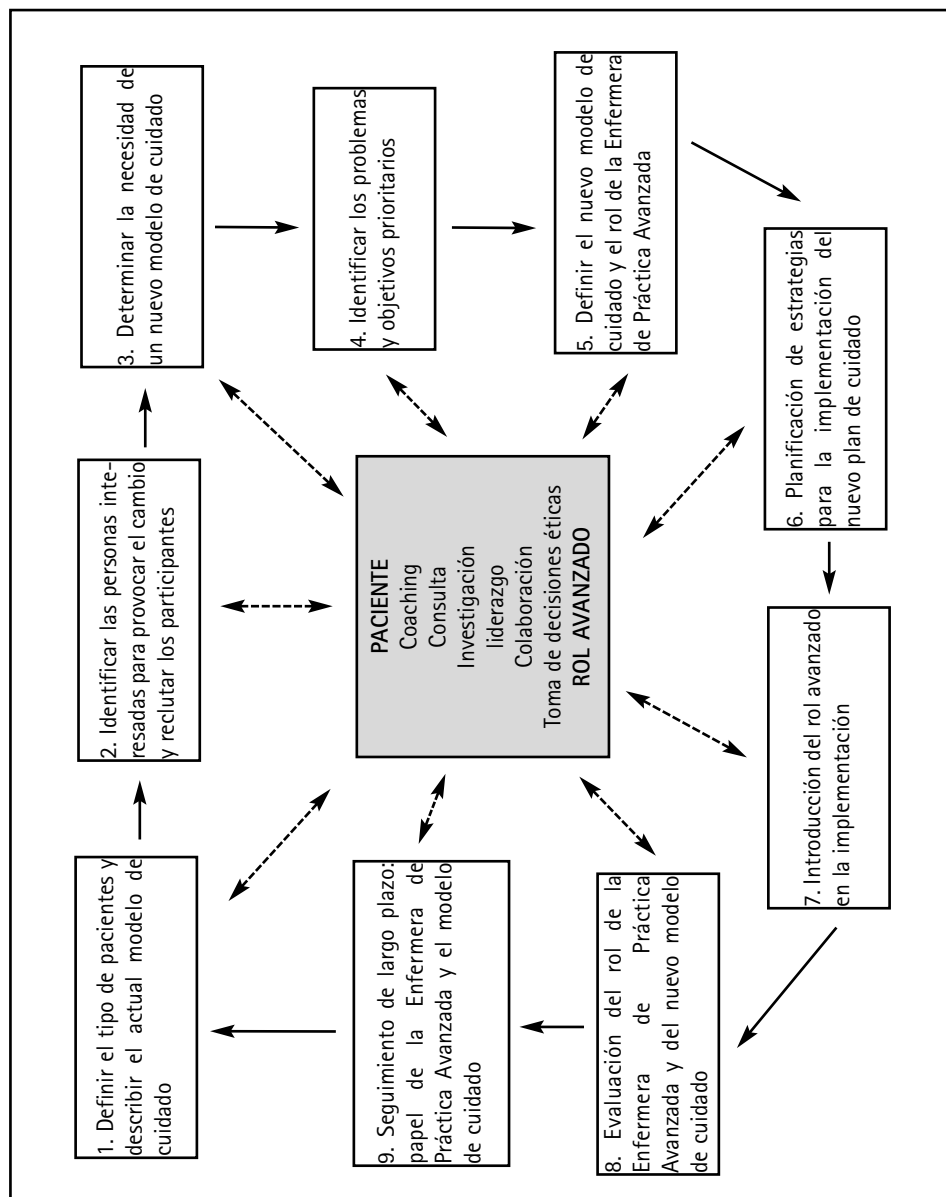 1. Definir el tipo de pacientes y
describir el actual modelo de
cuidado
2. Identificar las personas inte-
resadas para provocar el cambio
y reclutar los participantes
3. Determinar la necesidad de
un nuevo modelo de cuidado
4. Identificar los problemas
y objetivos prioritarios
5. Definir el nuevo modelo de
cuidado y el rol de la Enfermera
de Práctica Avanzada
6. Planificación de estrategias
para la implementación del
nuevo plan de cuidado
7. Introducción del rol avanzado
en la implementación
8. Evaluación del rol de la
Enfermera de Práctica
Avanzada y del nuevo modelo
de cuidado
9. Seguimiento de largo plazo:
papel de la Enfermera de
Práctica Avanzada y el modelo
de cuidado
PACIENTE
Coaching
Consulta
Investigación
liderazgo
Colaboración
Toma de decisiones éticas
ROL AVANZADO